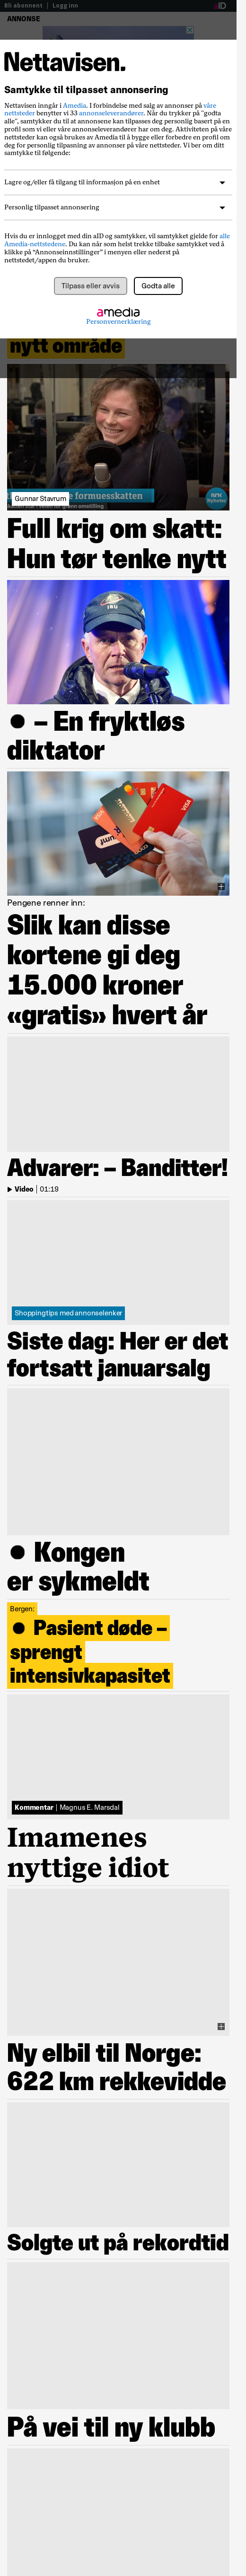 Bli abonnent | Logg inn
aID
ANNONSE
Nettavisen.
Samtykke til tilpasset annonsering
Nettavisen inngår i Amedia. I forbindelse med salg av annonser på våre
nettsteder benytter vi 33 annonseleverandører. Når du trykker på "godta
alle", samtykker du til at annonsene kan tilpasses deg personlig basert på en
profil som vi eller våre annonseleverandører har om deg. Aktiviteten på våre
nettsteder kan også brukes av Amedia til å bygge eller forbedre en profil om
deg til bruk for annonser på våre og andre nettsteder. Vi ber om ditt
samtykke til følgende:
Lagre og/eller få tilgang til informasjon på en enhet
Personlig tilpasset annonsering
Hvis du er innlogget med din aID og samtykker, vil samtykket gjelde for alle
Amedia-nettstedene. Du kan når som helst trekke tilbake samtykket ved å
klikke på “Annonseinnstillinger” i menyen eller nederst på
nettstedet/appen du bruker.
Tilpass eller avvis
Godta alle
amedia
Personvernerklæring
nytt område
e formuesskatten
NRK
Nyheter
Gunnar Stavrum
Full krig om skatt:
Hun tør tenke nytt
IBU
● – En fryktløs
diktator
VISA
VISA
Pengene renner inn:
Slik kan disse
kortene gi deg
15.000 kroner
«gratis» hvert år
Advarer: – Banditter!
Video | 01:19
Shoppingtips med annonselenker
Siste dag: Her er det
fortsatt januarsalg
● Kongen
er sykmeldt
Bergen:
● Pasient døde –
sprengt
intensivkapasitet
Kommentar | Magnus E. Marsdal
Imamenes
nyttige idiot
Ny elbil til Norge:
622 km rekkevidde
Solgte ut på rekordtid
På vei til ny klubb